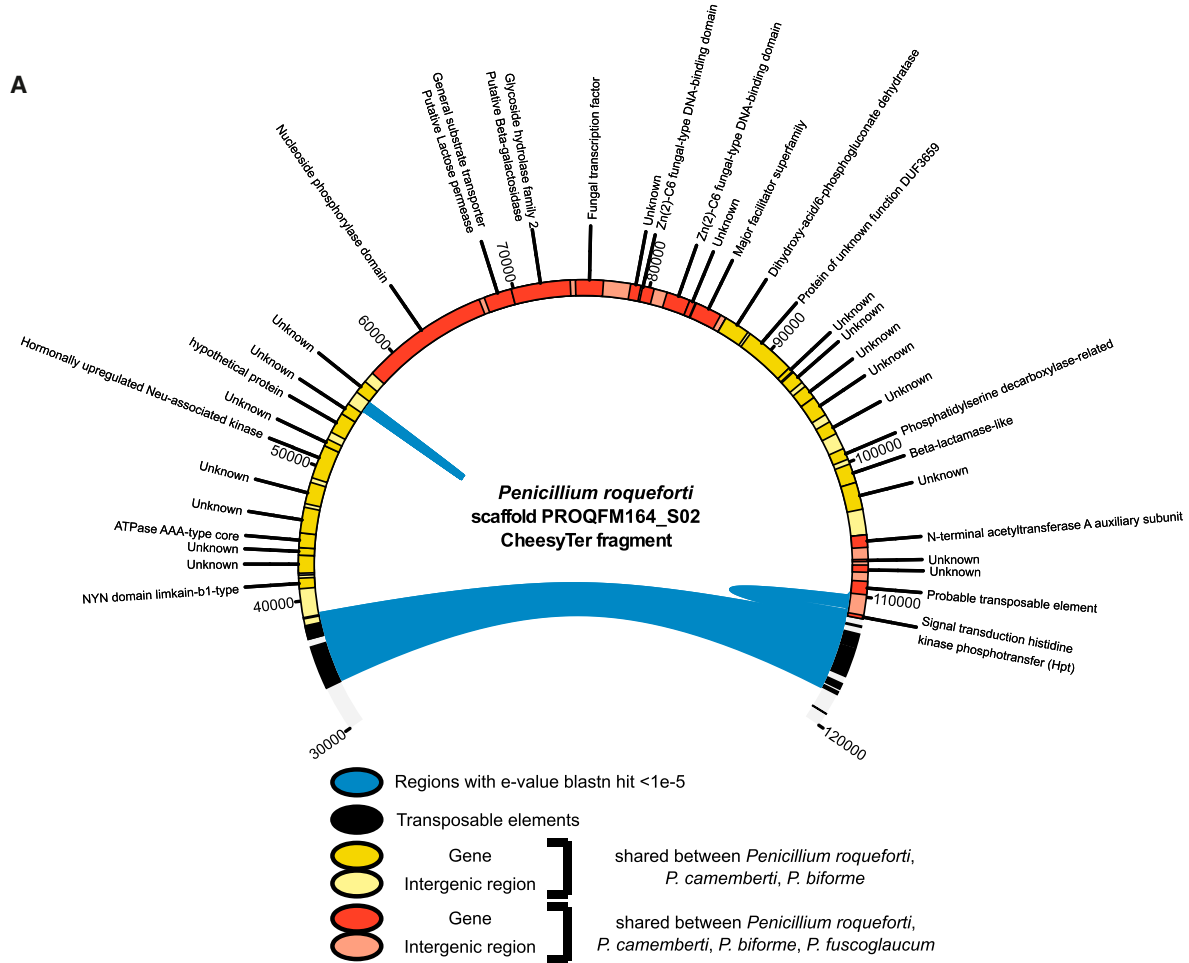 A
Nucleoside phosphorylase domain
General substrate transporter
Putative Lactose permease
Glycoside hydrolase family 2
Putative Beta-galactosidase
Fungal transcription factor
Unknown
Zn(2)-C6 fungal-type DNA-binding domain
Zn(2)-C6 fungal-type DNA-binding domain
Unknown
Major facilitator superfamily
Dihydroxy-acid/6-phosphogluconate dehydratase
Protein of unknown function DUF3659
Unknown
Unknown
Unknown
Unknown
Unknown
Phosphatidylserine decarboxylase-related
Beta-lactamase-like
Unknown
N-terminal acetyltransferase A auxiliary subunit
Unknown
Unknown
Probable transposable element
Signal transduction histidine
kinase phosphotransfer (Hpt)
Unknown
Unknown
hypothetical protein
Unknown
Hormonally upregulated Neu-associated kinase
Unknown
Unknown
ATPase AAA-type core
Unknown
Unknown
NYN domain limkain-b1-type
30000
40000
50000
60000
70000
80000
90000
100000
110000
120000
Penicillium roqueforti
scaffold PROQFM164_S02
CheesyTer fragment
Regions with e-value blastn hit <1e-5
Transposable elements
Gene
Intergenic region
shared between Penicillium roqueforti,
P. camemberti, P. biforme
Gene
Intergenic region
shared between Penicillium roqueforti,
P. camemberti, P. biforme, P. fuscoglaucum